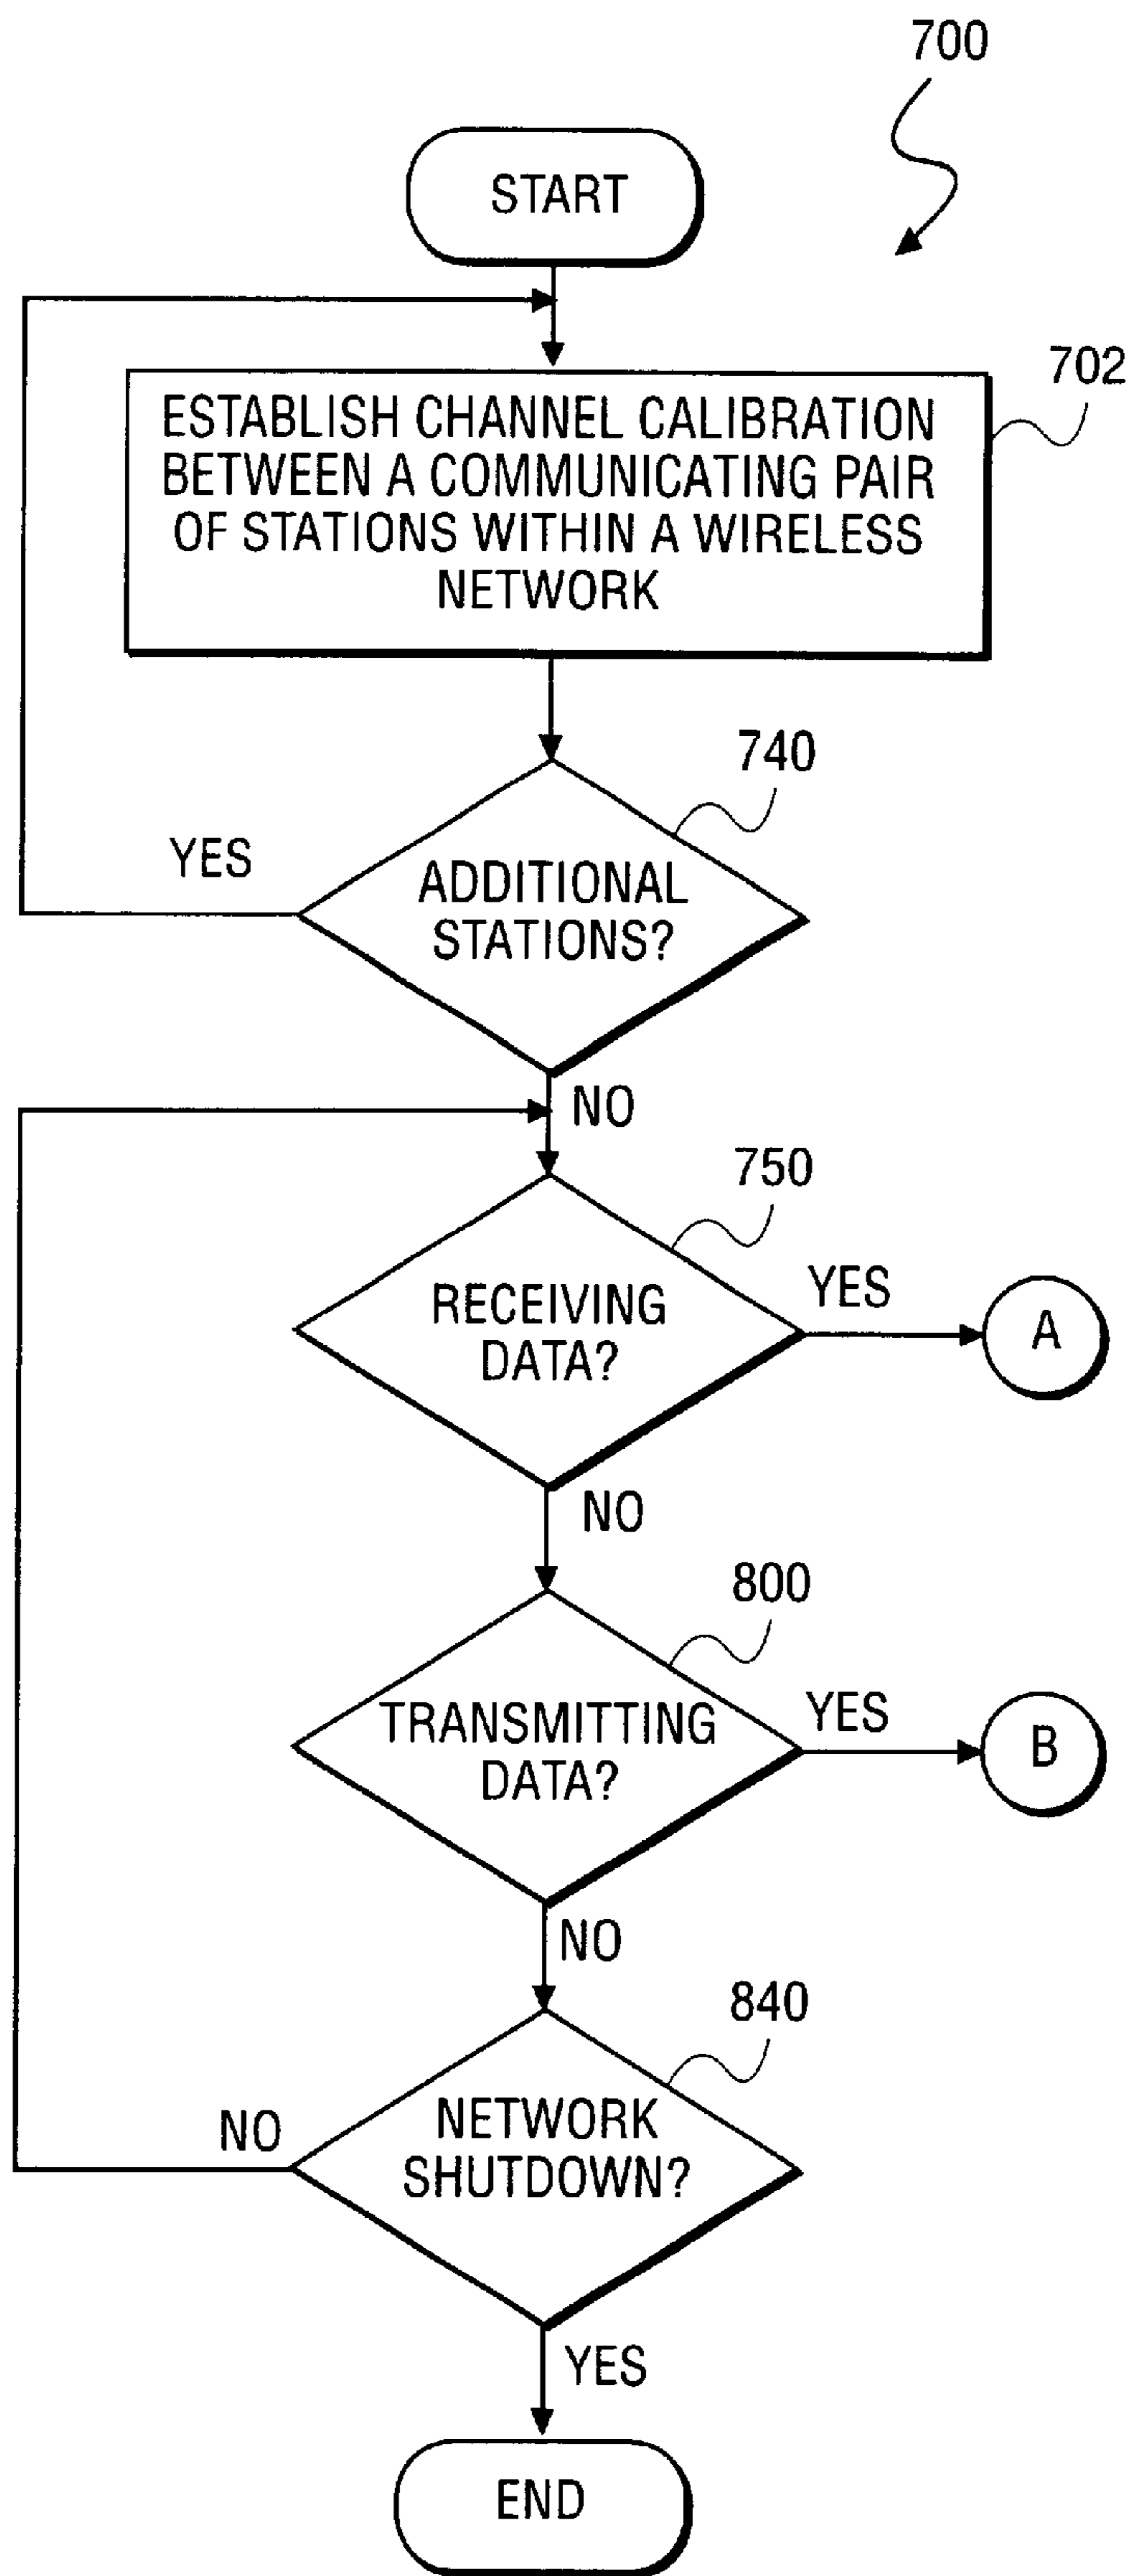 700
START
702
ESTABLISH CHANNEL CALIBRATION
BETWEEN A COMMUNICATING PAIR
OF STATIONS WITHIN A WIRELESS
NETWORK
740
YES
ADDITIONAL
STATIONS?
NO
750
RECEIVING
DATA?
YES
A
NO
800
TRANSMITTING
DATA?
YES
B
NO
840
NO
NETWORK
SHUTDOWN?
YES
END